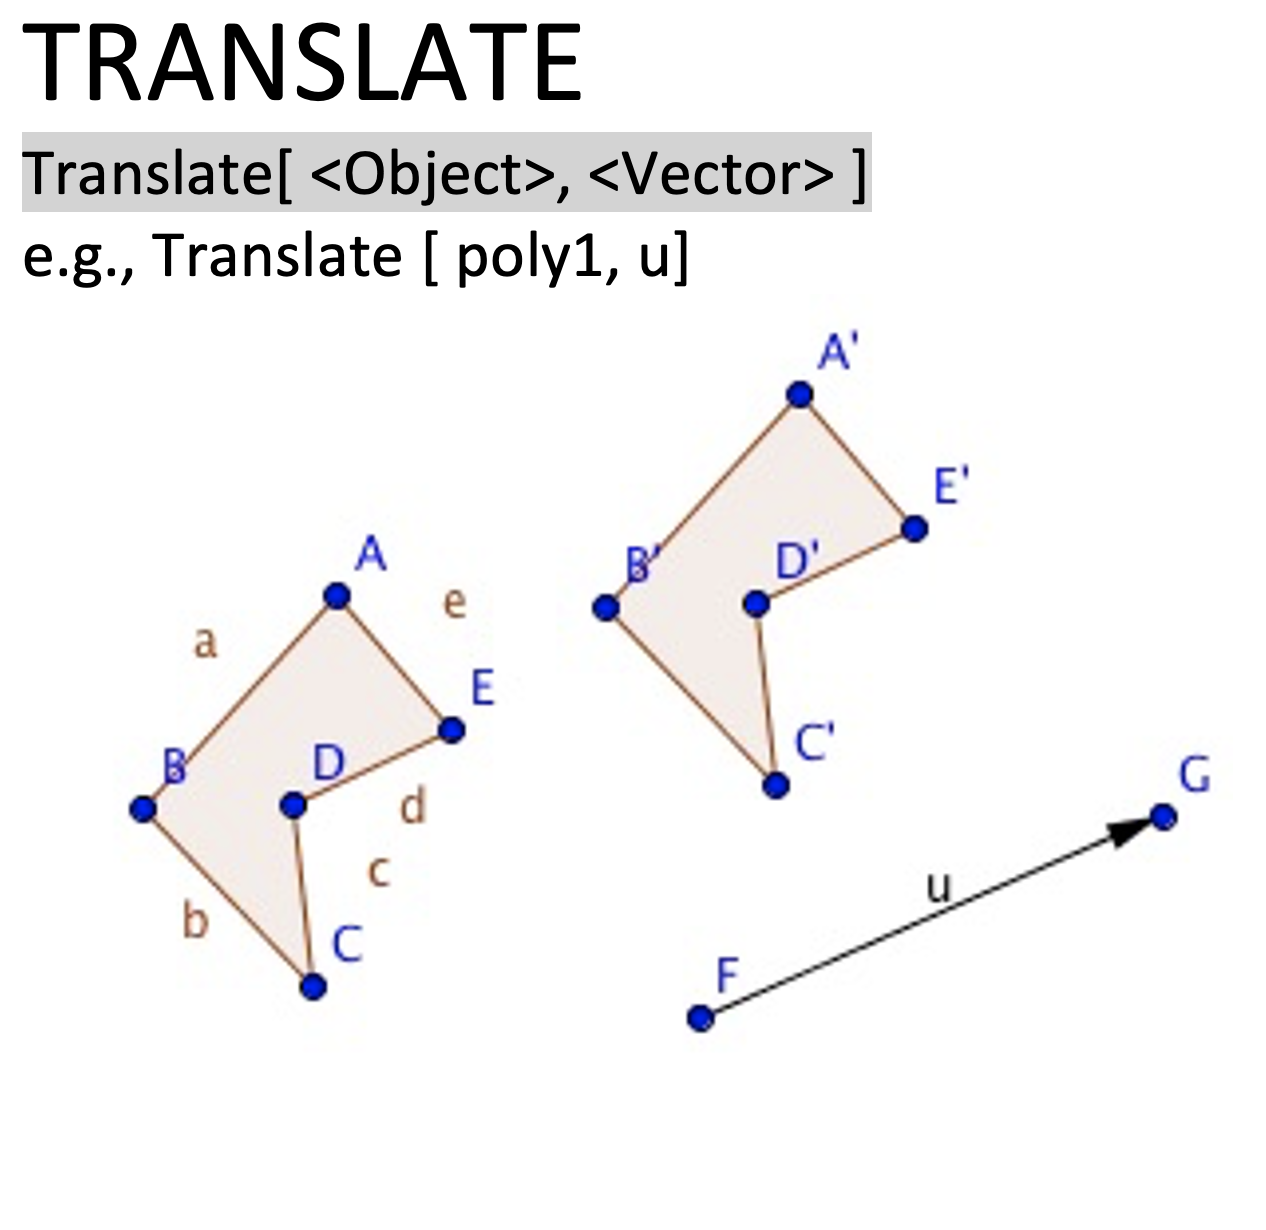 TRANSLATE
Translate[ <Object>, <Vector> ]
e.g., Translate [ poly1, u]
A'
E'
B'
D'
A
e
a
E
C'
B
D
G
d
c
u
b
C
F